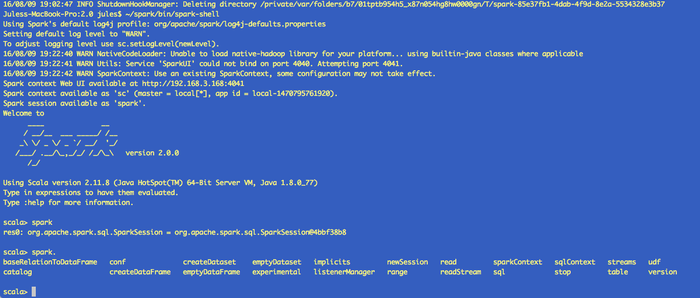 16/08/09 19:02:47 INFO ShutdownHookManager: Deleting directory /private/var/folders/b7/01tptb954h5_x87n054hg8hw0000gn/T/spark-85e37fb1-4dab-4f9d-8e2a-5534328e3b37
Juless-MacBook-Pro:2.0 jules$ ~/spark/bin/spark-shell
Using Spark's default log4j profile: org/apache/spark/log4j-defaults.properties
Setting default log level to "WARN".
To adjust logging level use sc.setLogLevel(newLevel).
16/08/09 19:22:40 WARN NativeCodeLoader: Unable to load native-hadoop library for your platform... using builtin-java classes where applicable
16/08/09 19:22:41 WARN Utils: Service 'SparkUI' could not bind on port 4040. Attempting port 4041.
16/08/09 19:22:42 WARN SparkContext: Use an existing SparkContext, some configuration may not take effect.
Spark context Web UI available at http://192.168.3.168:4041
Spark context available as 'sc' (master = local[*], app id = local-1470795761920).
Spark session available as 'spark'.
Welcome to
      ____              __
     / __/__  ___ _____/ /__
    _\ \/ _ \/ _ `/ __/  '_/
   /___/ .__/\_,_/_/ /_/\_\   version 2.0.0
      /_/
Using Scala version 2.11.8 (Java HotSpot(TM) 64-Bit Server VM, Java 1.8.0_77)
Type in expressions to have them evaluated.
Type :help for more information.
scala> spark
res0: org.apache.spark.sql.SparkSession = org.apache.spark.sql.SparkSession@4bbf38b8
scala> spark.
baseRelationToDataFrame   conf              createDataset    emptyDataset   implicits         newSession   read         sparkContext   sqlContext   streams   udf
catalog                   createDataFrame   emptyDataFrame   experimental   listenerManager   range        readStream   sql            stop         table     version
scala>